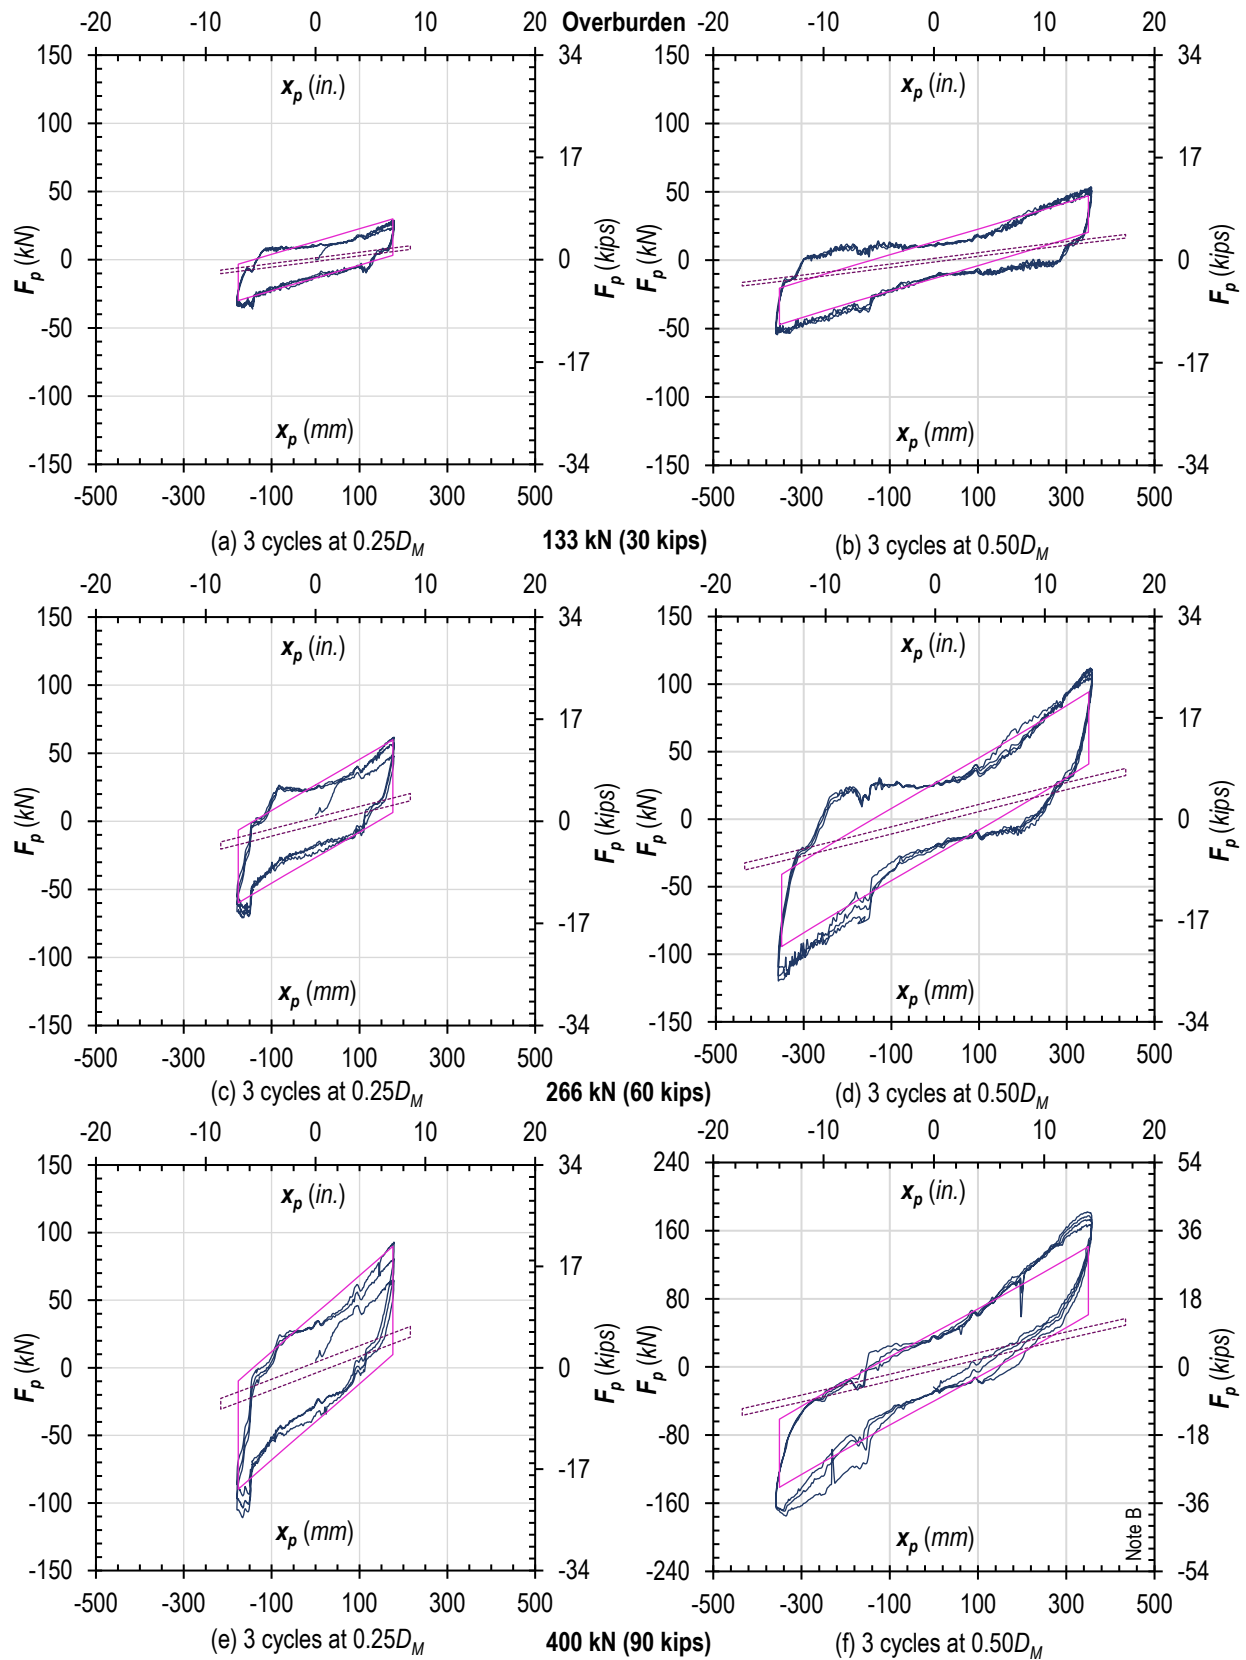 -20 -10 0 10 20 Overburden -20 -10 0 10 20
150 34 150 34
x_p (in.) x_p (in.)
100 100
17 17
50 50
F_p (kN) 0 0 F_p (kips) F_p (kN) 0 0 F_p (kips)
-50 -50
-17 -17
-100 -100
x_p (mm) x_p (mm)
-150 -34 -150 -34
-500 -300 -100 100 300 500 -500 -300 -100 100 300 500
(a) 3 cycles at 0.25D_M 133 kN (30 kips) (b) 3 cycles at 0.50D_M
-20 -10 0 10 20 -20 -10 0 10 20
150 34 150 34
x_p (in.) x_p (in.)
100 100
17 17
50 50
F_p (kN) 0 0 F_p (kips) F_p (kN) 0 0 F_p (kips)
-50 -50
-17 -17
-100 -100
x_p (mm) x_p (mm)
-150 -34 -150 -34
-500 -300 -100 100 300 500 -500 -300 -100 100 300 500
(c) 3 cycles at 0.25D_M 266 kN (60 kips) (d) 3 cycles at 0.50D_M
-20 -10 0 10 20 -20 -10 0 10 20
150 34 240 54
x_p (in.) x_p (in.)
100 160 36
17
50 80 18
F_p (kN) 0 0 F_p (kips) F_p (kN) 0 0 F_p (kips)
-50 -80 -18
-17
-100 -160 -36
x_p (mm) x_p (mm) Note B
-150 -34 -240 -54
-500 -300 -100 100 300 500 -500 -300 -100 100 300 500
(e) 3 cycles at 0.25D_M 400 kN (90 kips) (f) 3 cycles at 0.50D_M